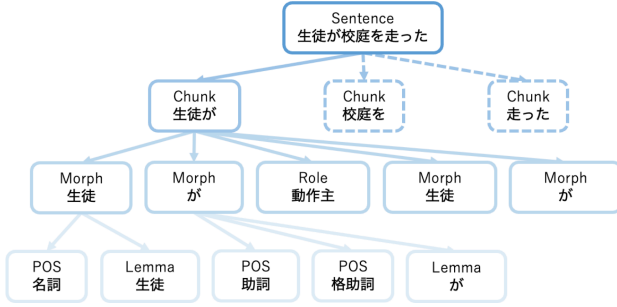 Sentence
生徒が校庭を走った
Chunk
生徒が
Chunk
校庭を
Chunk
走った
Morph
生徒
Morph
が
Role
動作主
Morph
生徒
Morph
が
POS
名詞
Lemma
生徒
POS
助詞
POS
格助詞
Lemma
が